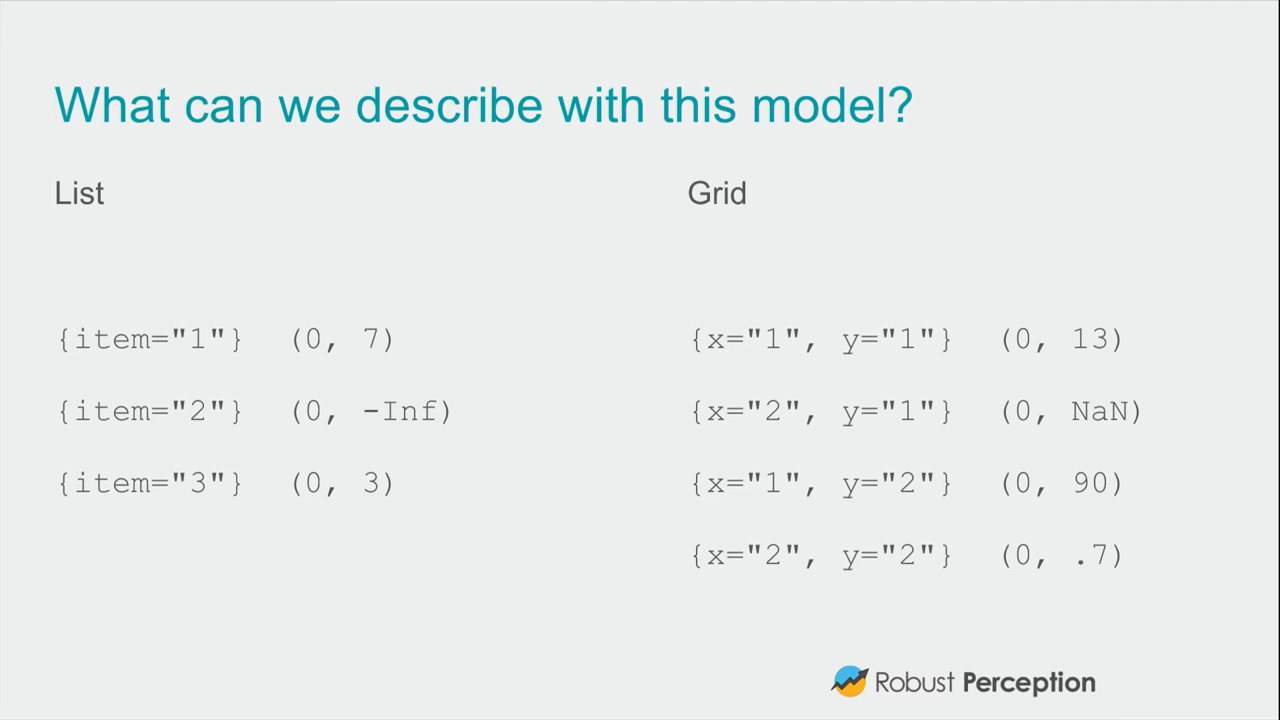 What can we describe with this model?
List
{item="1"} (0, 7)
{item="2"} (0, -Inf)
{item="3"} (0, 3)
Grid
{x="1", y="1"} (0, 13)
{x="2", y="1"} (0, NaN)
{x="1", y="2"} (0, 90)
{x="2", y="2"} (0, .7)
Robust Perception